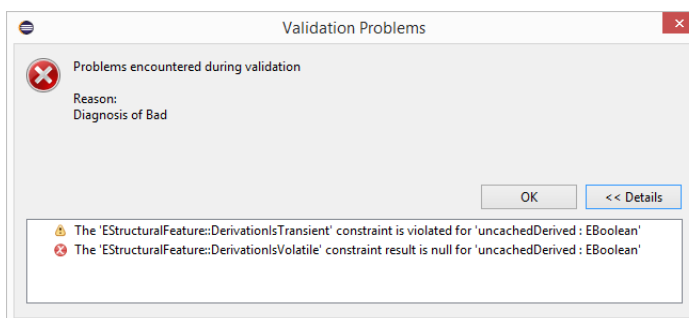 Validation Problems
Problems encountered during validation
Reason:
Diagnosis of Bad
OK
<< Details
The 'EStructuralFeature::DerivationIsTransient' constraint is violated for 'uncachedDerived : EBoolean'
The 'EStructuralFeature::DerivationIsVolatile' constraint result is null for 'uncachedDerived : EBoolean'